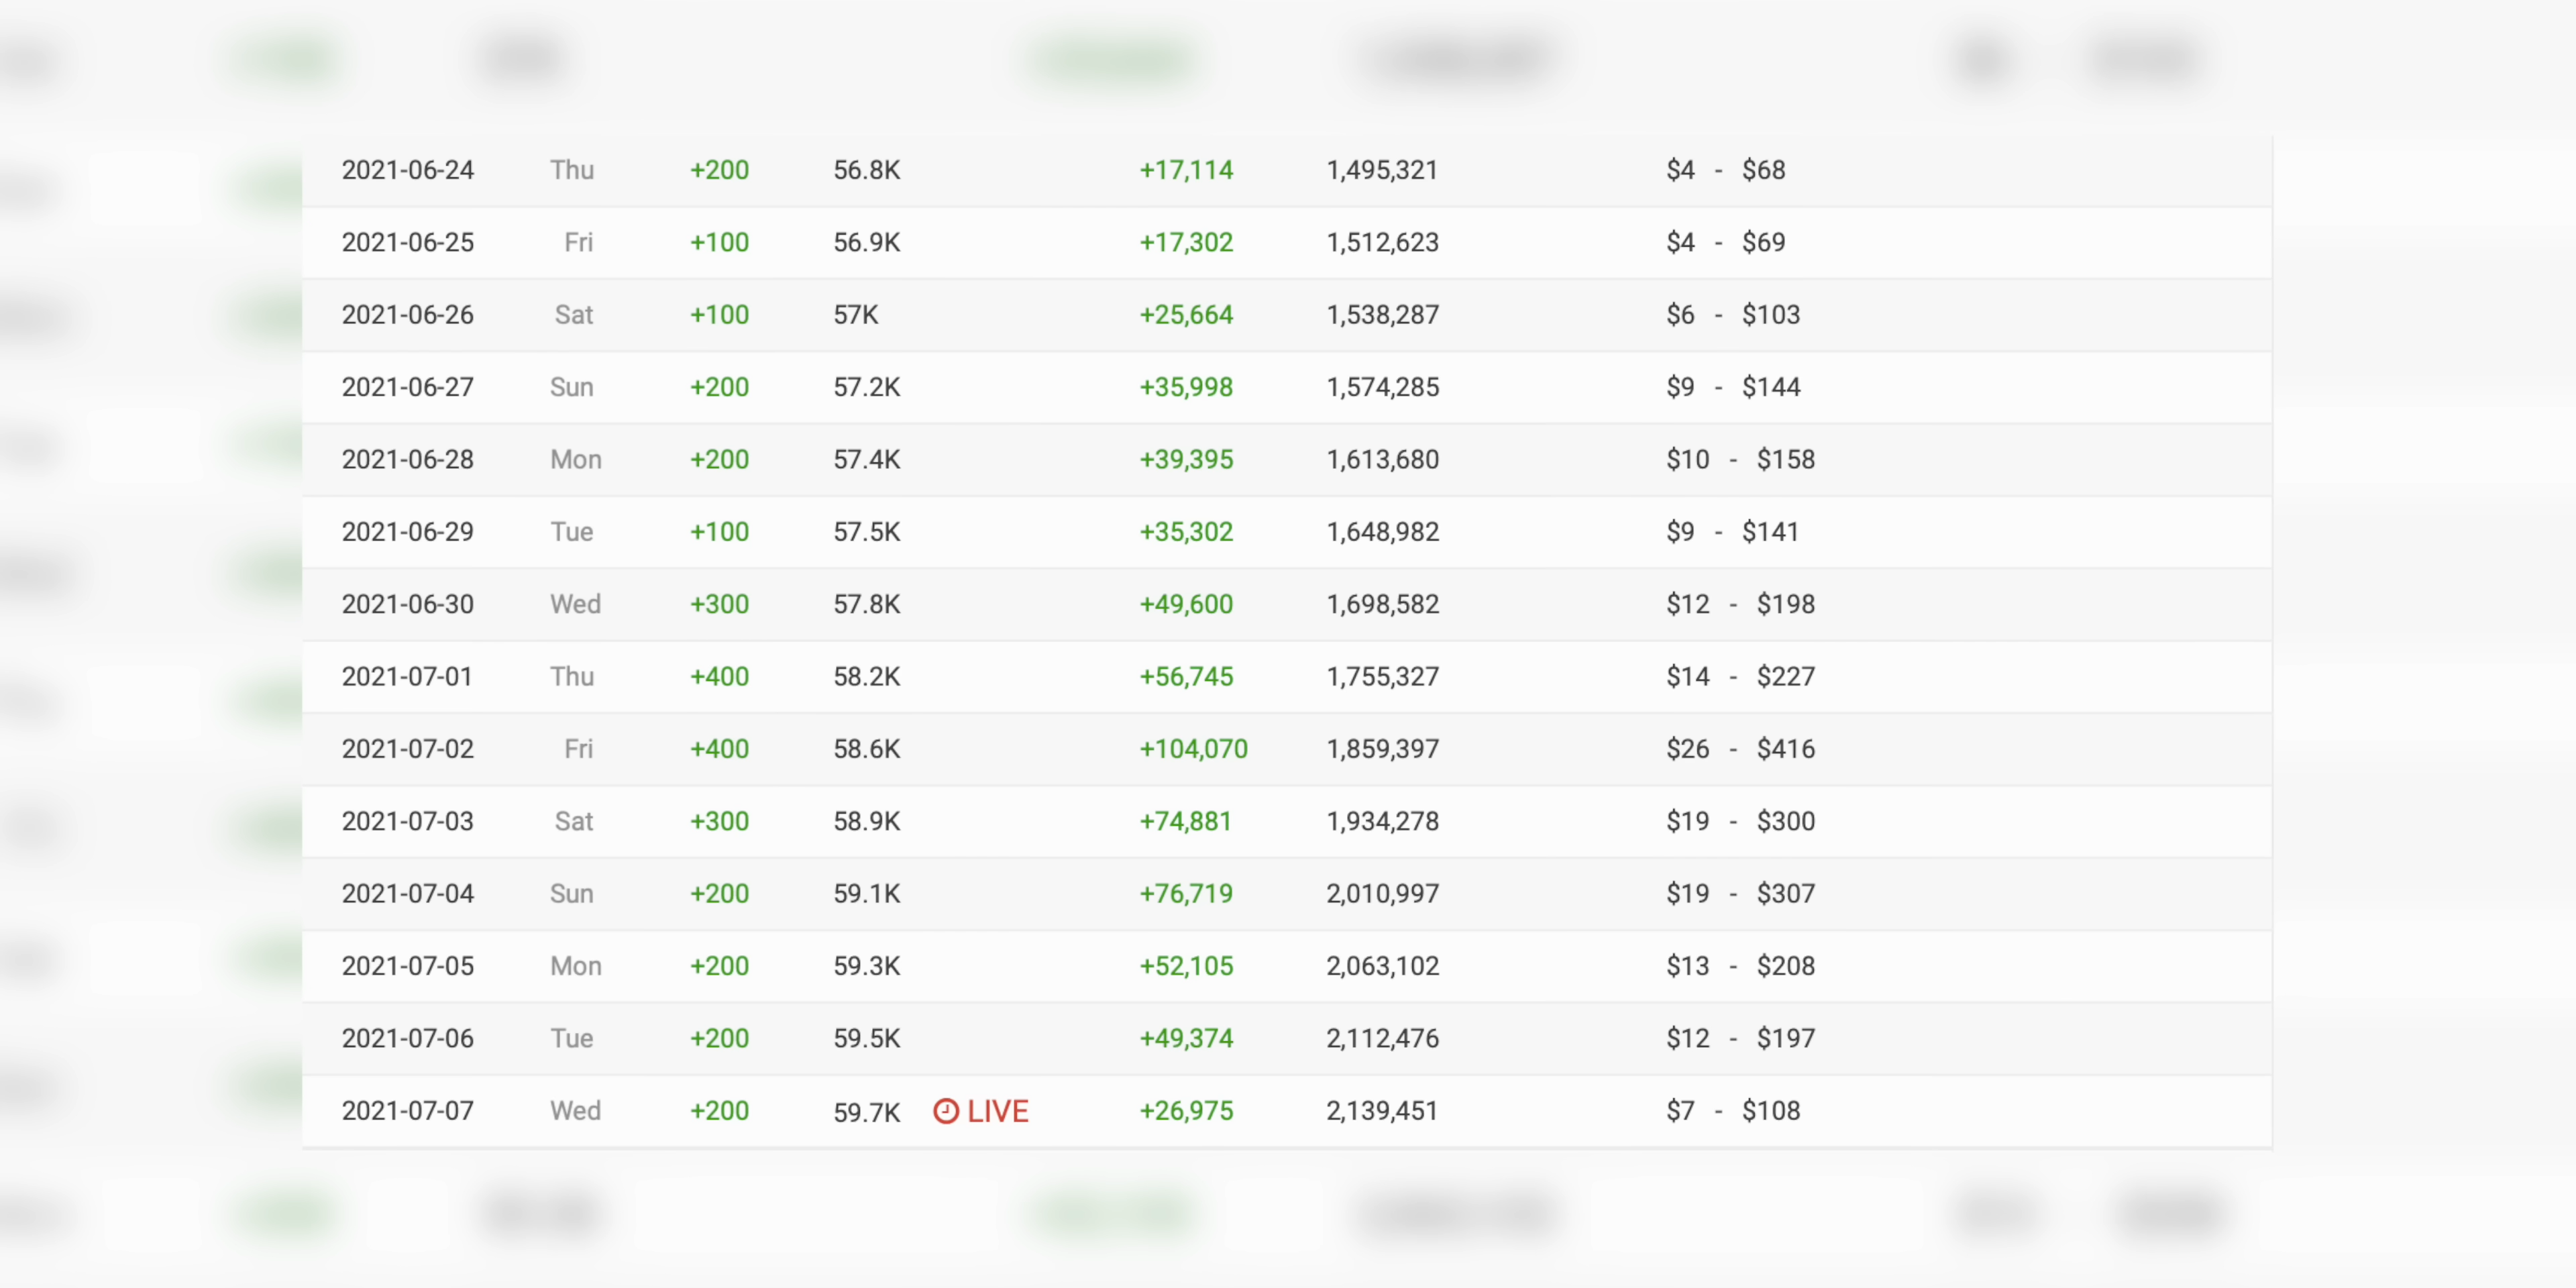 2021-06-24 Thu +200 56.8K +17,114 1,495,321 $4 - $68
2021-06-25 Fri +100 56.9K +17,302 1,512,623 $4 - $69
2021-06-26 Sat +100 57K +25,664 1,538,287 $6 - $103
2021-06-27 Sun +200 57.2K +35,998 1,574,285 $9 - $144
2021-06-28 Mon +200 57.4K +39,395 1,613,680 $10 - $158
2021-06-29 Tue +100 57.5K +35,302 1,648,982 $9 - $141
2021-06-30 Wed +300 57.8K +49,600 1,698,582 $12 - $198
2021-07-01 Thu +400 58.2K +56,745 1,755,327 $14 - $227
2021-07-02 Fri +400 58.6K +104,070 1,859,397 $26 - $416
2021-07-03 Sat +300 58.9K +74,881 1,934,278 $19 - $300
2021-07-04 Sun +200 59.1K +76,719 2,010,997 $19 - $307
2021-07-05 Mon +200 59.3K +52,105 2,063,102 $13 - $208
2021-07-06 Tue +200 59.5K +49,374 2,112,476 $12 - $197
2021-07-07 Wed +200 59.7K LIVE +26,975 2,139,451 $7 - $108